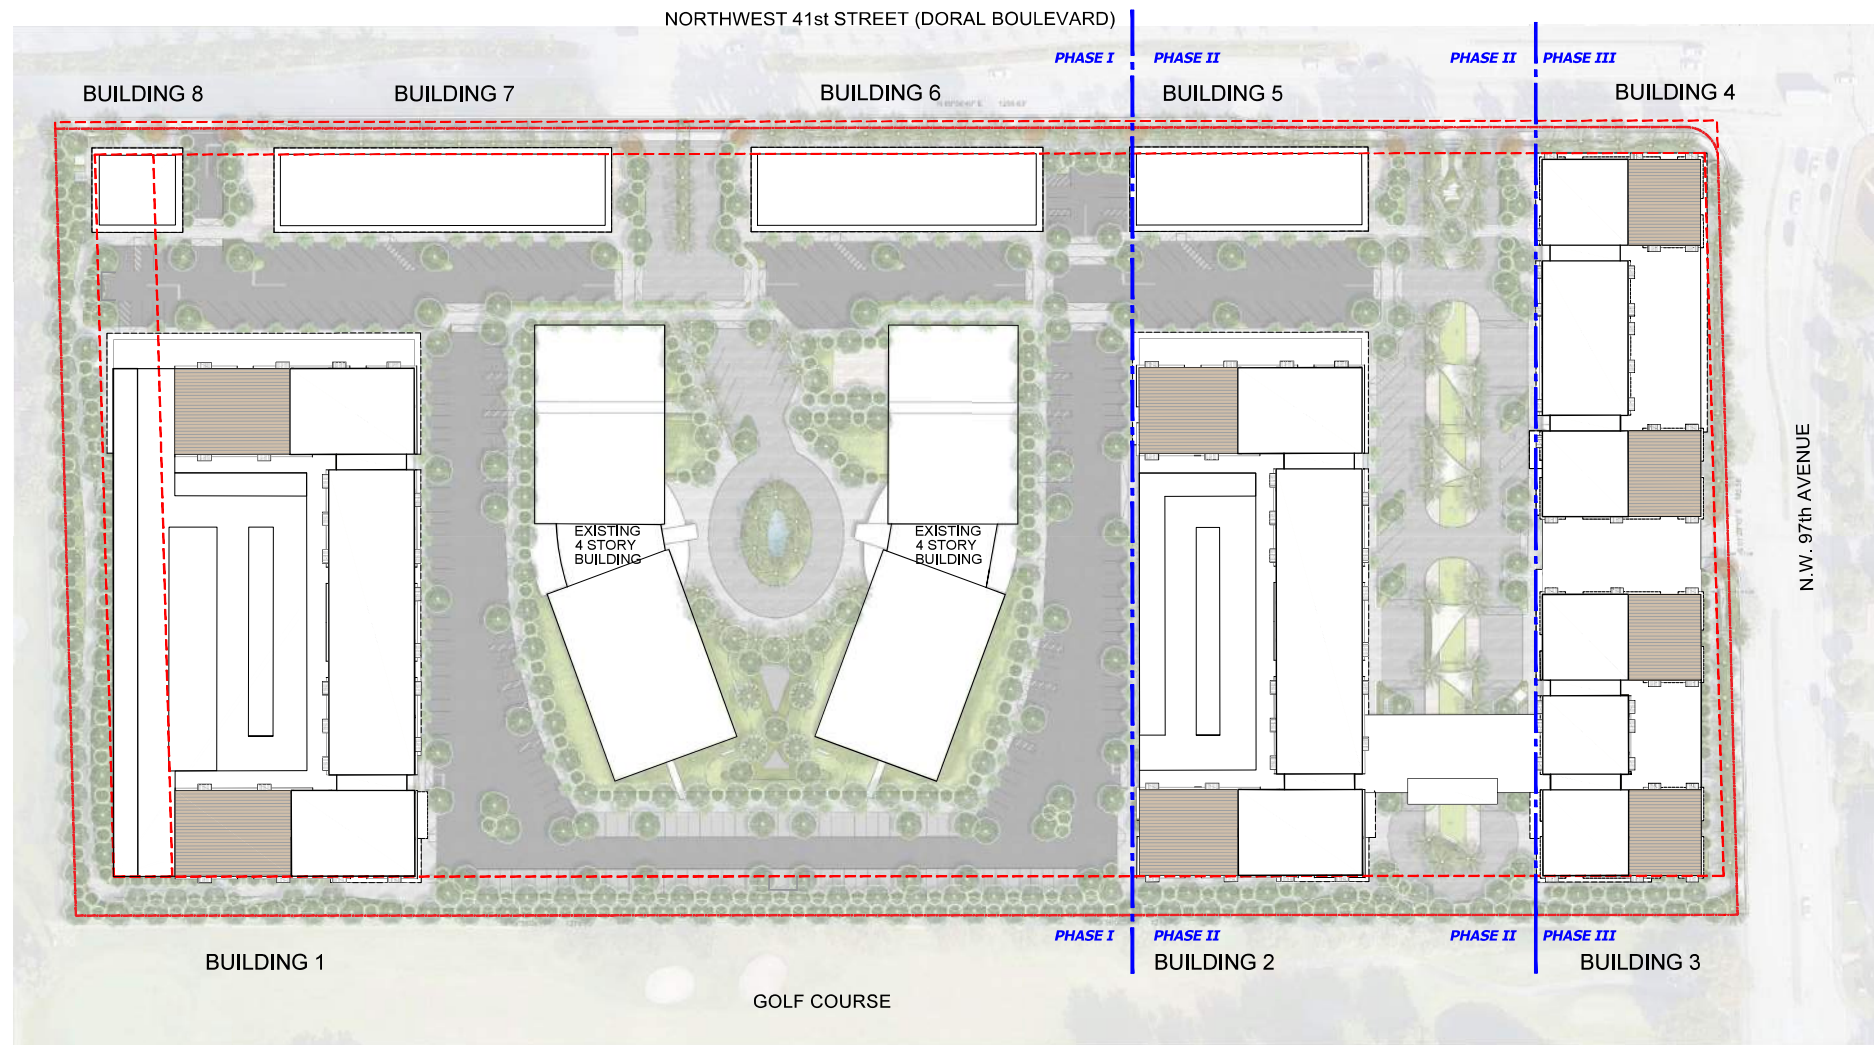 NORTHWEST 41st STREET (DORAL BOULEVARD)
PHASE I
PHASE II
PHASE II
PHASE III
BUILDING 8
BUILDING 7
BUILDING 6
BUILDING 5
BUILDING 4
EXISTING
4 STORY
BUILDING
EXISTING
4 STORY
BUILDING
N.W. 97th AVENUE
PHASE I
PHASE II
PHASE II
PHASE III
BUILDING 1
BUILDING 2
BUILDING 3
GOLF COURSE